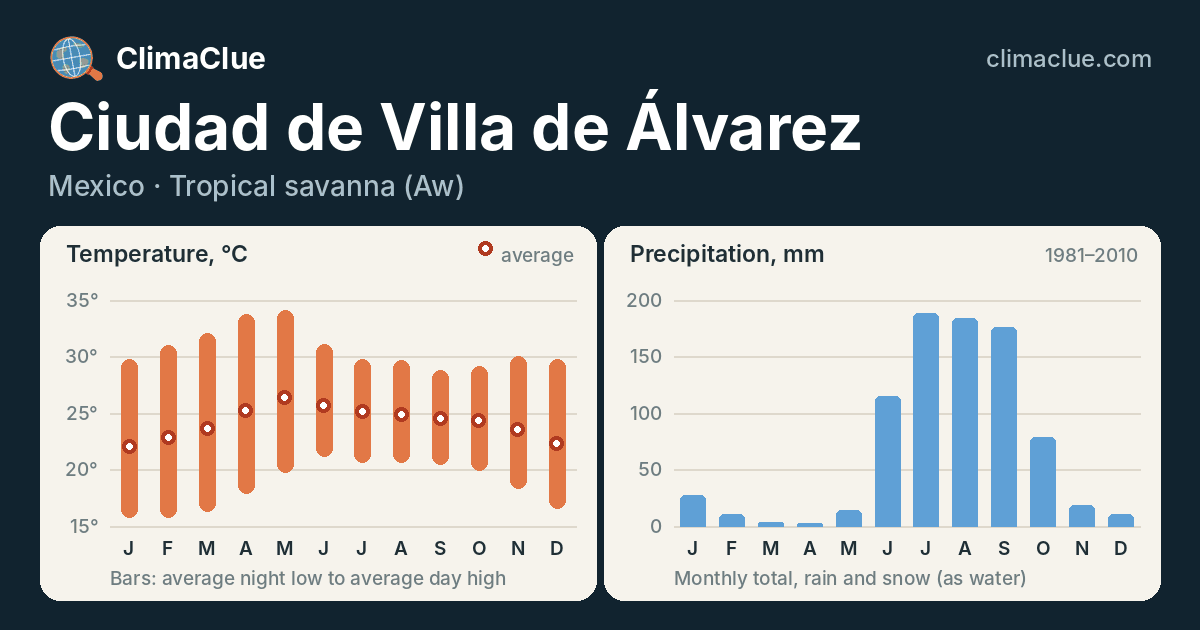 ClimaClue
climaclue.com
Ciudad de Villa de Álvarez
Mexico · Tropical savanna (Aw)
Temperature, °C
average
35°
30°
25°
20°
15°
J F M A M J J A S O N D
Bars: average night low to average day high
Precipitation, mm
1981–2010
200
150
100
50
0
J F M A M J J A S O N D
Monthly total, rain and snow (as water)